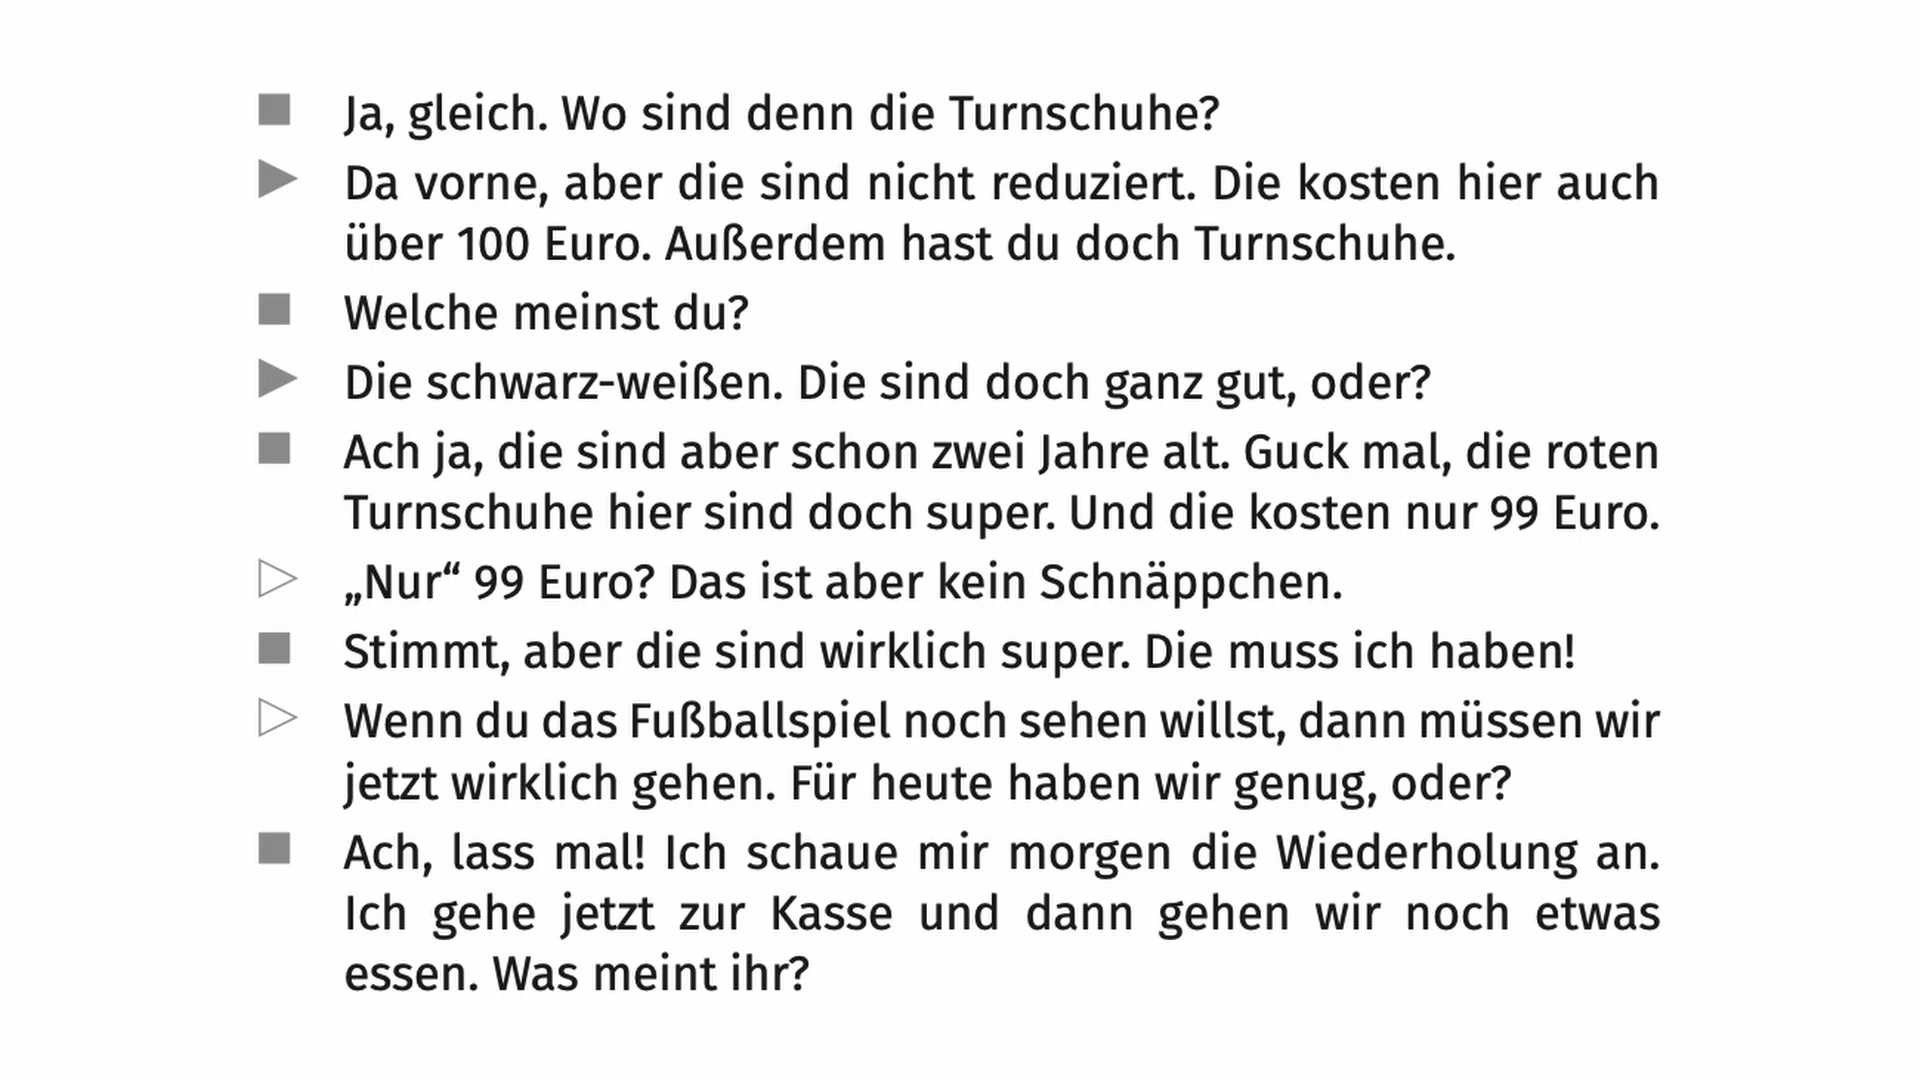 Ja, gleich. Wo sind denn die Turnschuhe?
Da vorne, aber die sind nicht reduziert. Die kosten hier auch
über 100 Euro. Außerdem hast du doch Turnschuhe.
Welche meinst du?
Die schwarz-weißen. Die sind doch ganz gut, oder?
Ach ja, die sind aber schon zwei Jahre alt. Guck mal, die roten
Turnschuhe hier sind doch super. Und die kosten nur 99 Euro.
„Nur“ 99 Euro? Das ist aber kein Schnäppchen.
Stimmt, aber die sind wirklich super. Die muss ich haben!
Wenn du das Fußballspiel noch sehen willst, dann müssen wir
jetzt wirklich gehen. Für heute haben wir genug, oder?
Ach, lass mal! Ich schaue mir morgen die Wiederholung an.
Ich gehe jetzt zur Kasse und dann gehen wir noch etwas
essen. Was meint ihr?